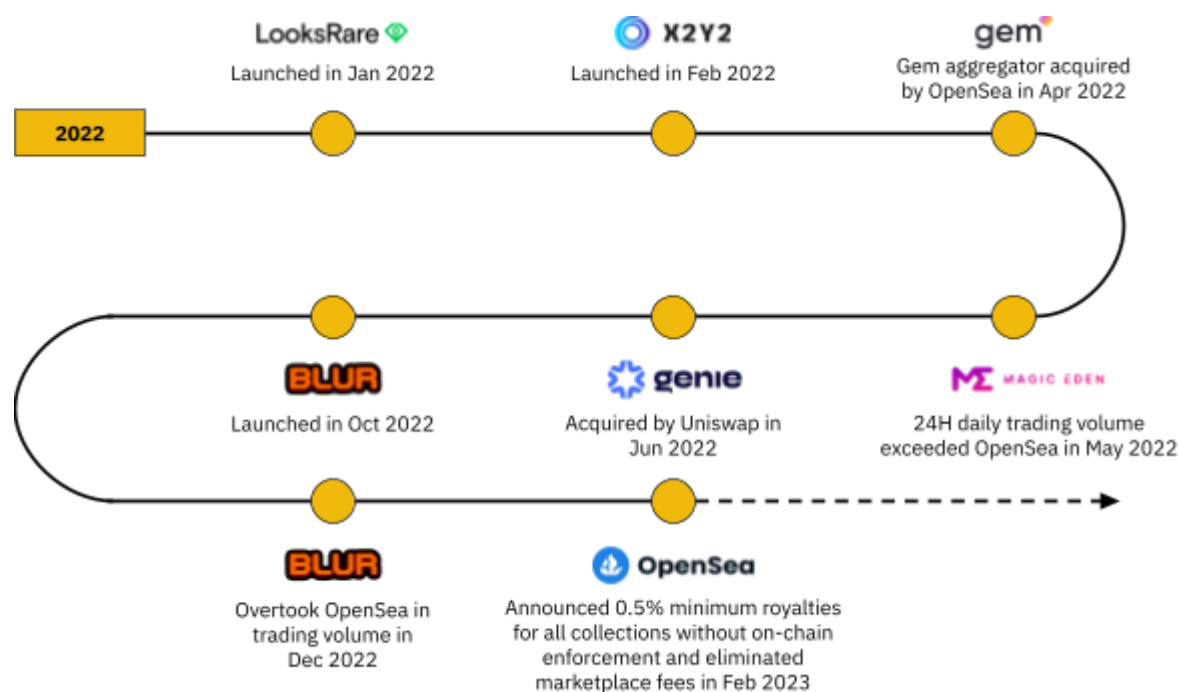 LooksRare
Launched in Jan 2022
X2Y2
Launched in Feb 2022
gem
Gem aggregator acquired
by OpenSea in Apr 2022
2022
BLUR
Launched in Oct 2022
genie
Acquired by Uniswap in
Jun 2022
ME MAGIC EDEN
24H daily trading volume
exceeded OpenSea in May 2022
BLUR
Overtook OpenSea in
trading volume in
Dec 2022
OpenSea
Announced 0.5% minimum royalties
for all collections without on-chain
enforcement and eliminated
marketplace fees in Feb 2023